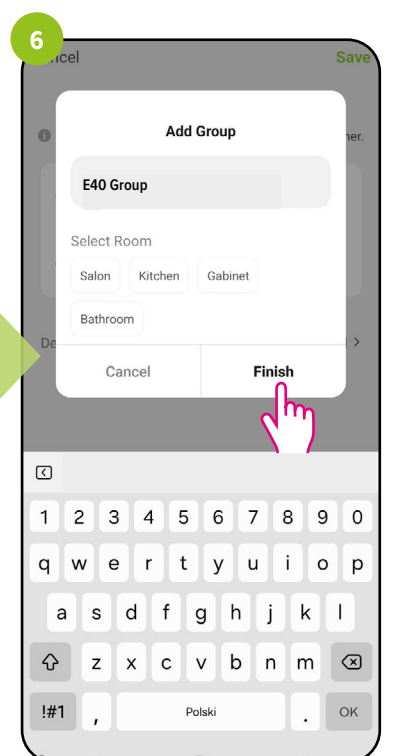 6
Cancel Save
Add Group
E40 Group
Select Room
Salon Kitchen Gabinet
Bathroom
Cancel Finish
1 2 3 4 5 6 7 8 9 0
q w e r t y u i o p
a s d f g h j k l
z x c v b n m
!#1 , Polski . OK